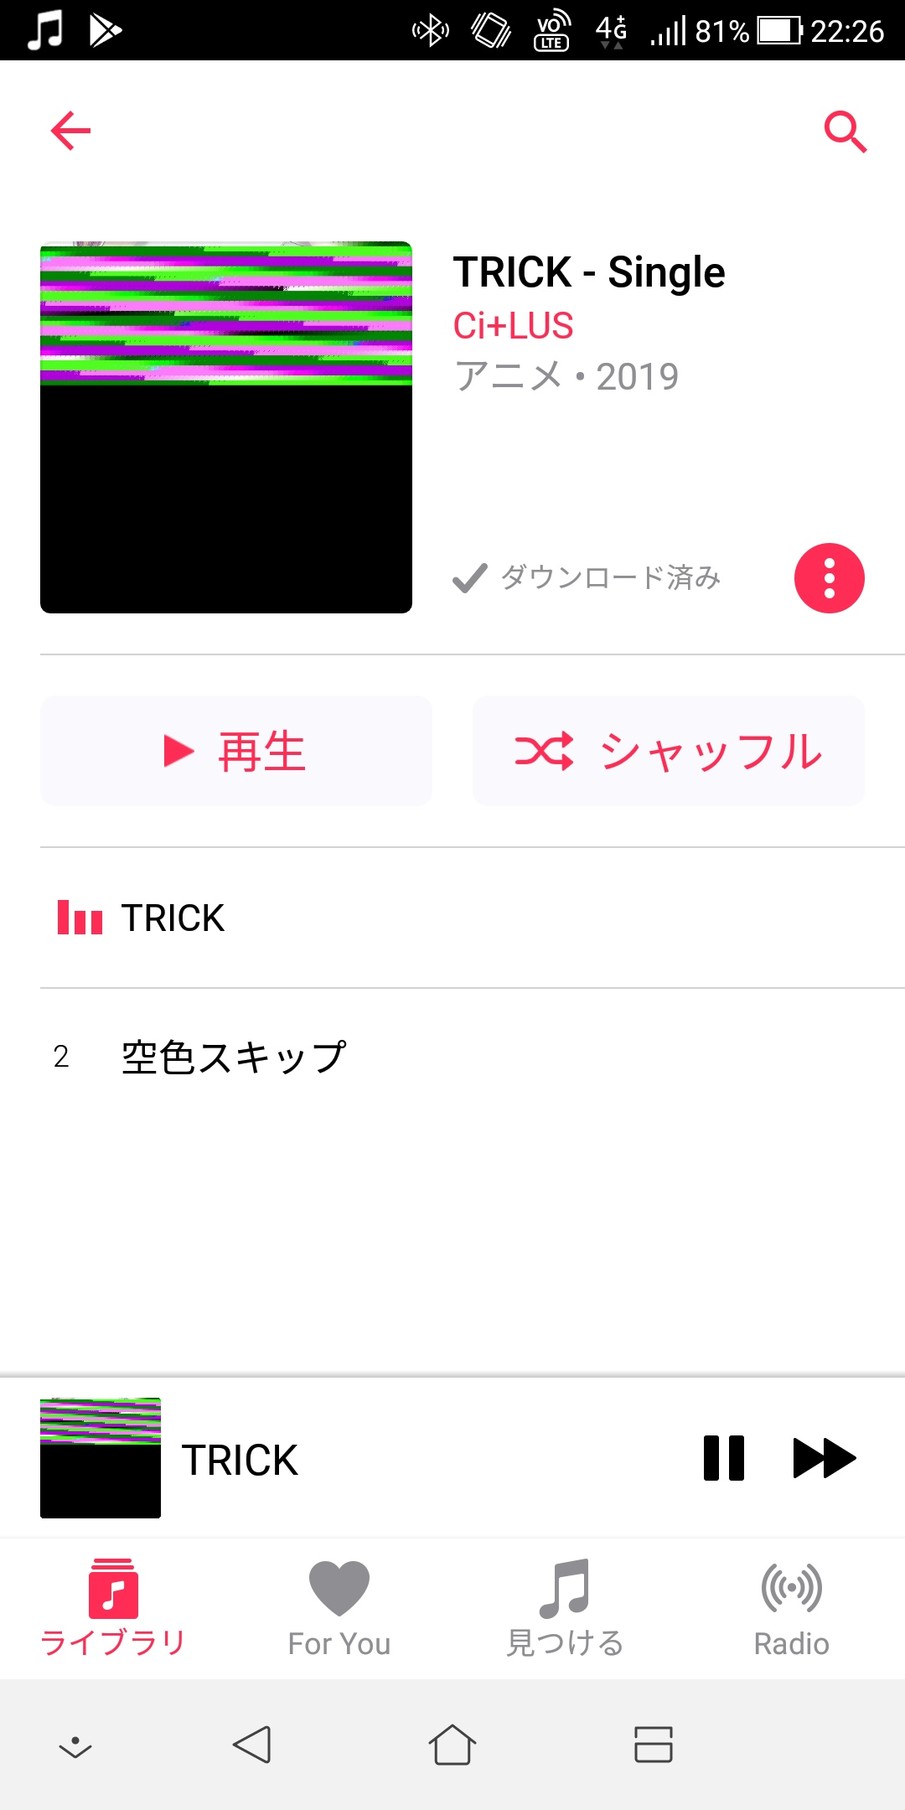 VO LTE 4G+ 81% 22:26
TRICK - Single
Ci+LUS
アニメ • 2019
ダウンロード済み
再生
シャッフル
TRICK
2 空色スキップ
TRICK
ライブラリ
For You
見つける
Radio